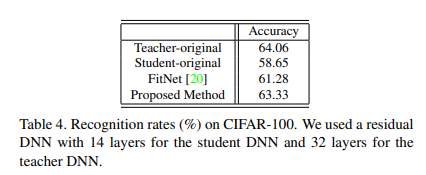 Accuracy
Teacher-original 64.06
Student-original 58.65
FitNet [20] 61.28
Proposed Method 63.33
Table 4. Recognition rates (%) on CIFAR-100. We used a residual
DNN with 14 layers for the student DNN and 32 layers for the
teacher DNN.